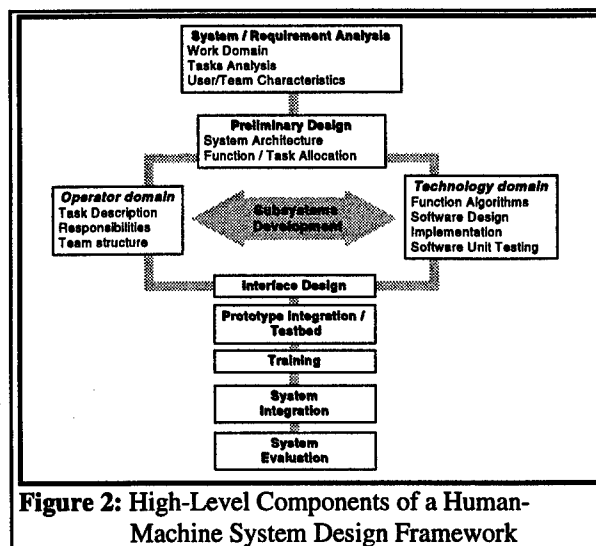 System / Requirement Analysis
Work Domain
Tasks Analysis
User/Team Characteristics
Preliminary Design
System Architecture
Function / Task Allocation
Operator domain
Task Description
Responsibilities
Team structure
Subsystems
Development
Technology domain
Function Algorithms
Software Design
Implementation
Software Unit Testing
Interface Design
Prototype Integration /
Testbed
Training
System
Integration
System
Evaluation
Figure 2: High-Level Components of a Human-
Machine System Design Framework